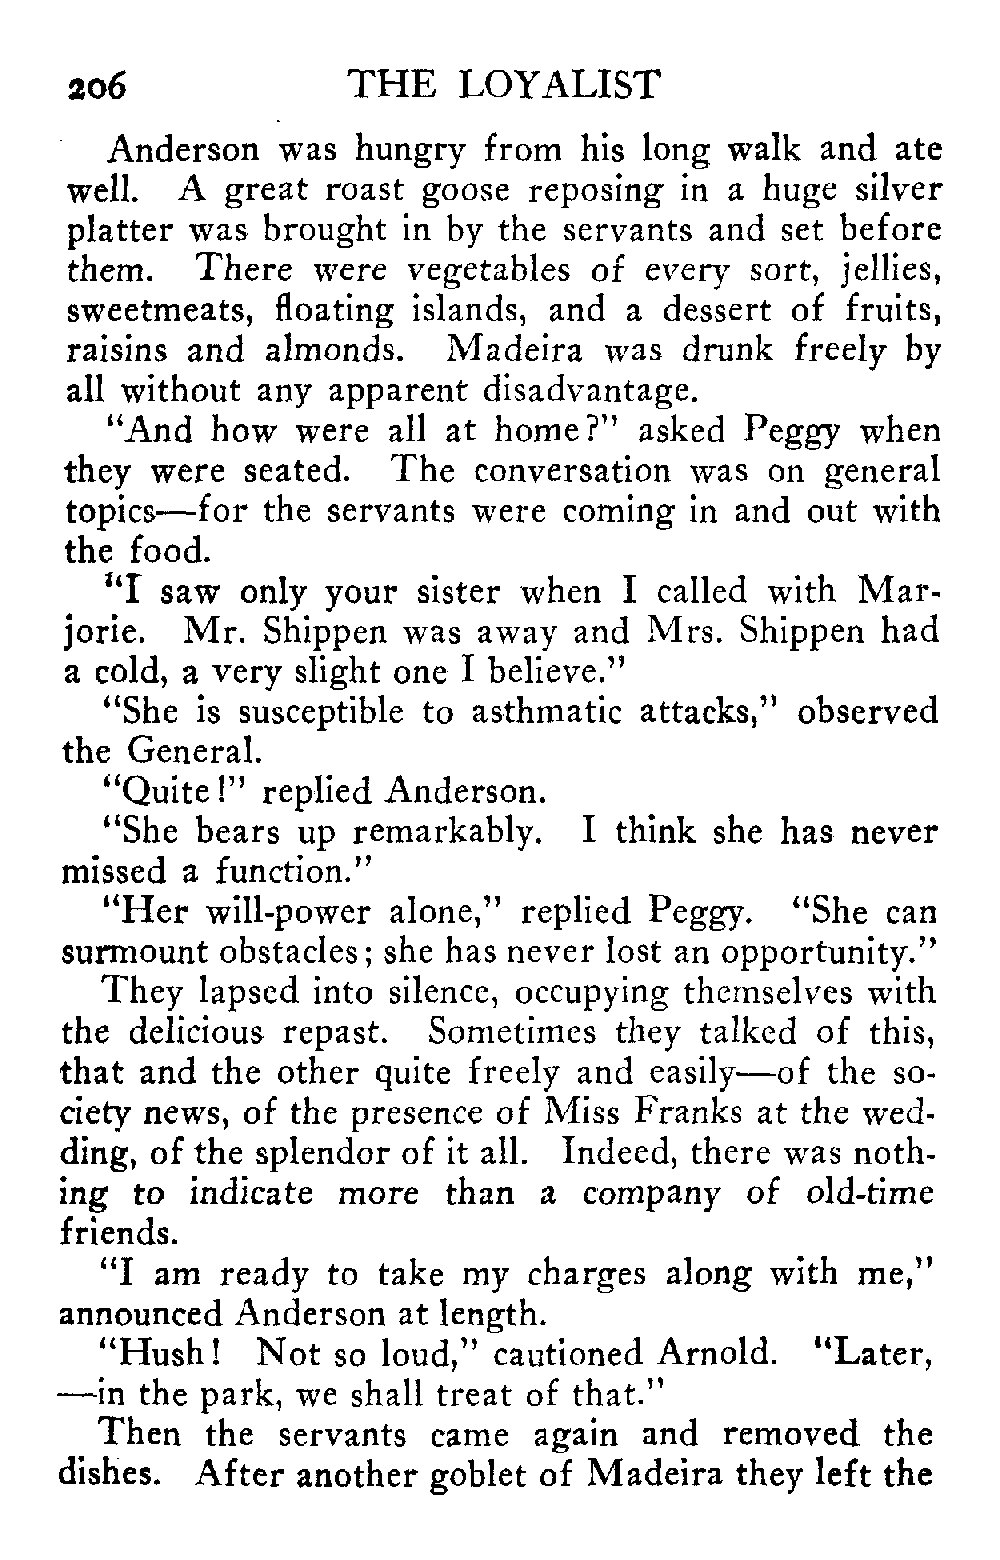 206 THE LOYALIST
Anderson was hungry from his long walk and ate
well. A great roast goose reposing in a huge silver
platter was brought in by the servants and set before
them. There were vegetables of every sort, jellies,
sweetmeats, floating islands, and a dessert of fruits,
raisins and almonds. Madeira was drunk freely by
all without any apparent disadvantage.
"And how were all at home?" asked Peggy when
they were seated. The conversation was on general
topics—for the servants were coming in and out with
the food.
"I saw only your sister when I called with Mar-
jorie. Mr. Shippen was away and Mrs. Shippen had
a cold, a very slight one I believe."
"She is susceptible to asthmatic attacks," observed
the General.
"Quite!" replied Anderson.
"She bears up remarkably. I think she has never
missed a function."
"Her will-power alone," replied Peggy. "She can
surmount obstacles; she has never lost an opportunity."
They lapsed into silence, occupying themselves with
the delicious repast. Sometimes they talked of this,
that and the other quite freely and easily—of the so-
ciety news, of the presence of Miss Franks at the wed-
ding, of the splendor of it all. Indeed, there was noth-
ing to indicate more than a company of old-time
friends.
"I am ready to take my charges along with me,"
announced Anderson at length.
"Hush! Not so loud," cautioned Arnold. "Later,
—in the park, we shall treat of that."
Then the servants came again and removed the
dishes. After another goblet of Madeira they left the